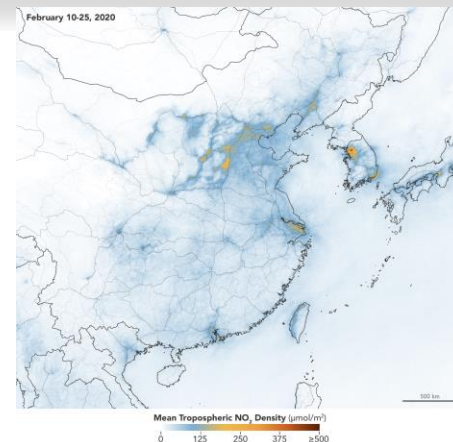 February 10-25, 2020
500 km
Mean Tropospheric NO₂ Density (μmol/m²)
0 125 250 375 ≥500